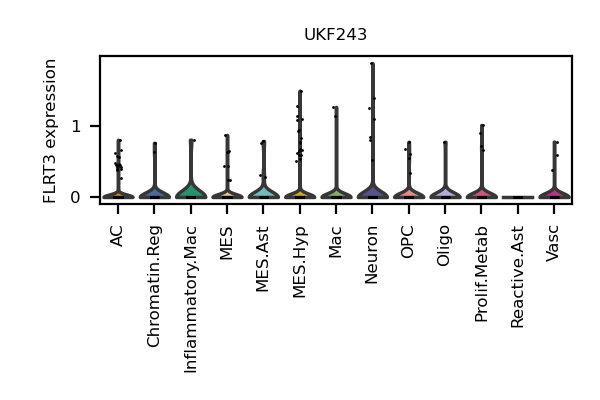 UKF243
FLRT3 expression
1
0
AC
Chromatin.Reg
Inflammatory.Mac
MES
MES.Ast
MES.Hyp
Mac
Neuron
OPC
Oligo
Prolif.Metab
Reactive.Ast
Vasc